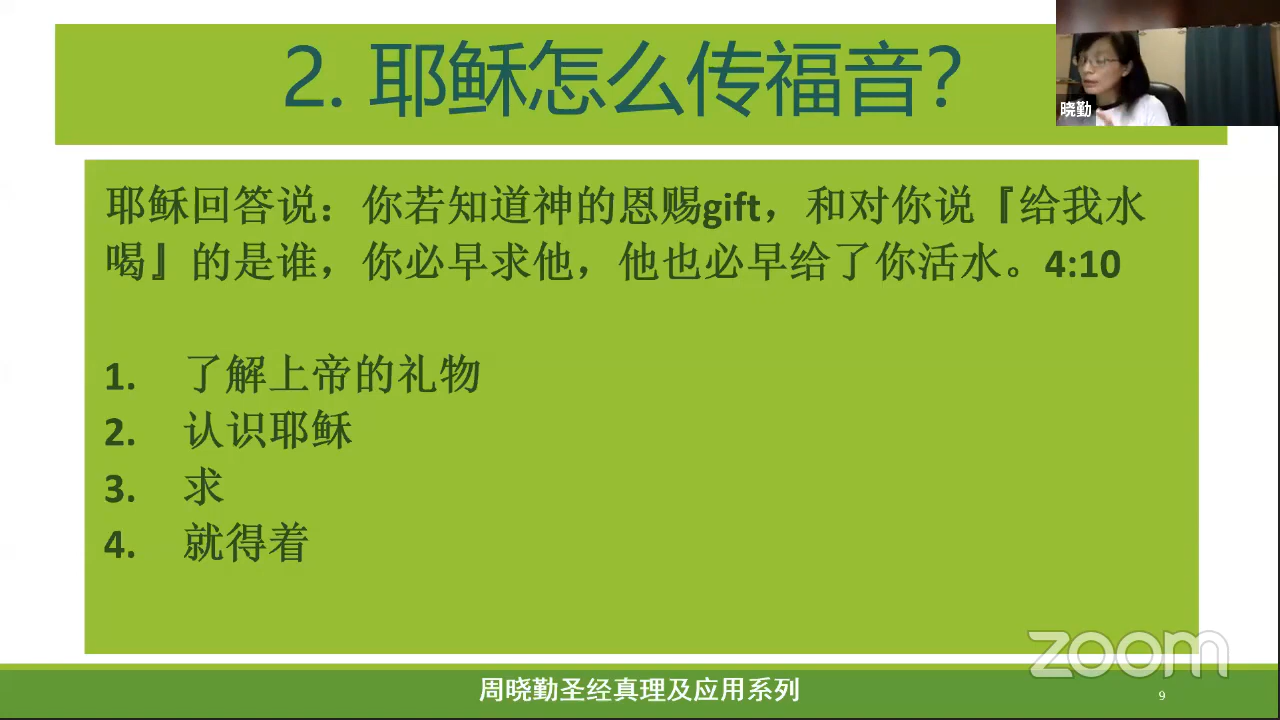 2. 耶稣怎么传福音?
晓勤
耶稣回答说：你若知道神的恩赐gift，和对你说『给我水
喝』的是谁，你必早求他，他也必早给了你活水。4:10
1. 了解上帝的礼物
2. 认识耶稣
3. 求
4. 就得着
zoom
周晓勤圣经真理及应用系列
9